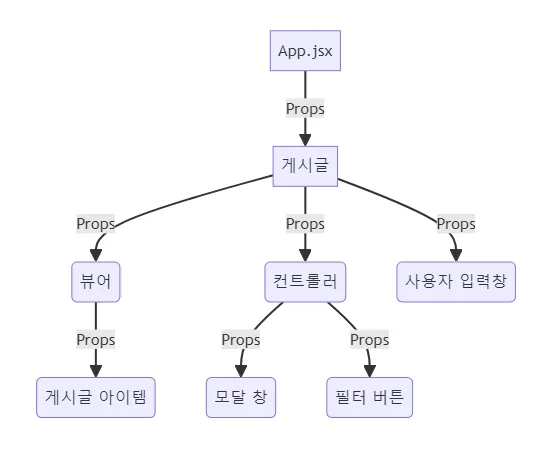 App.jsx
Props
게시글
Props
Props
Props
뷰어
컨트롤러
사용자 입력창
Props
Props
Props
게시글 아이템
모달 창
필터 버튼